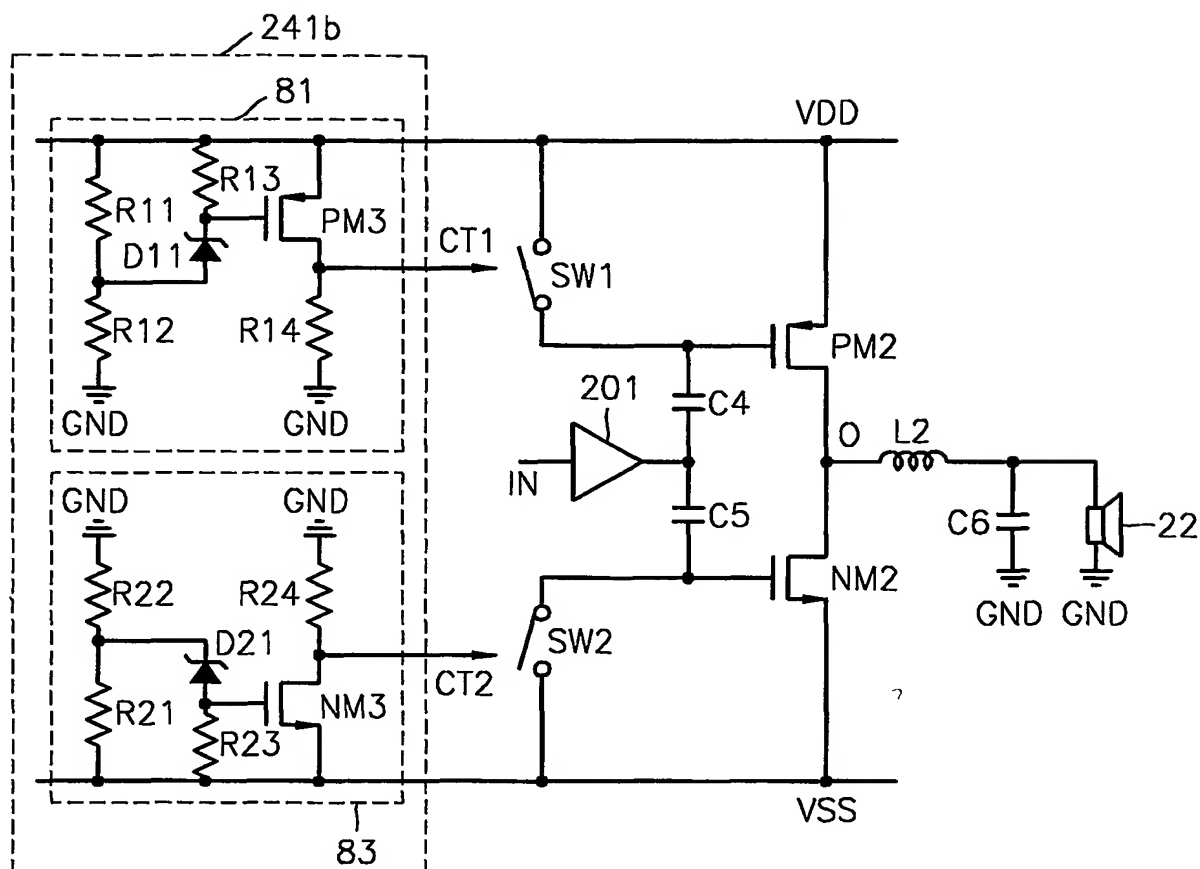 241b
81
VDD
R11
R13
PM3
D11
CT1
SW1
R12
R14
PM2
GND
GND
201
C4
O
L2
IN
GND
GND
C5
C6
22
R22
R24
NM2
GND
GND
D21
SW2
CT2
R21
R23
NM3
VSS
83